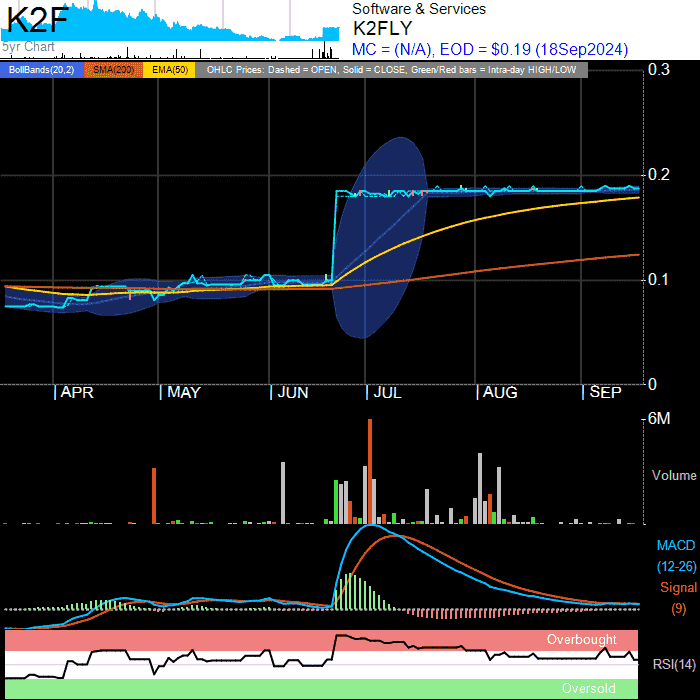 K2F
Software & Services
K2FLY
5yr Chart
MC = (N/A), EOD = $0.19 (18Sep2024)
BollBands(20,2) SMA(200) EMA(50) OHLC Prices: Dashed = OPEN, Solid = CLOSE, Green/Red bars = Intra-day HIGH/LOW
0.3
0.2
0.1
0
APR MAY JUN JUL AUG SEP
6M
Volume
MACD
(12-26)
Signal
(9)
Overbought
RSI(14)
Oversold